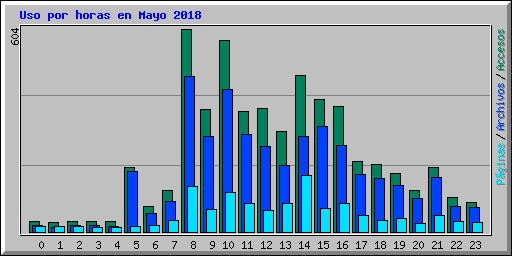 Uso por horas en Mayo 2018
604
0 1 2 3 4 5 6 7 8 9 10 11 12 13 14 15 16 17 18 19 20 21 22 23
Páginas / Archivos / Accesos